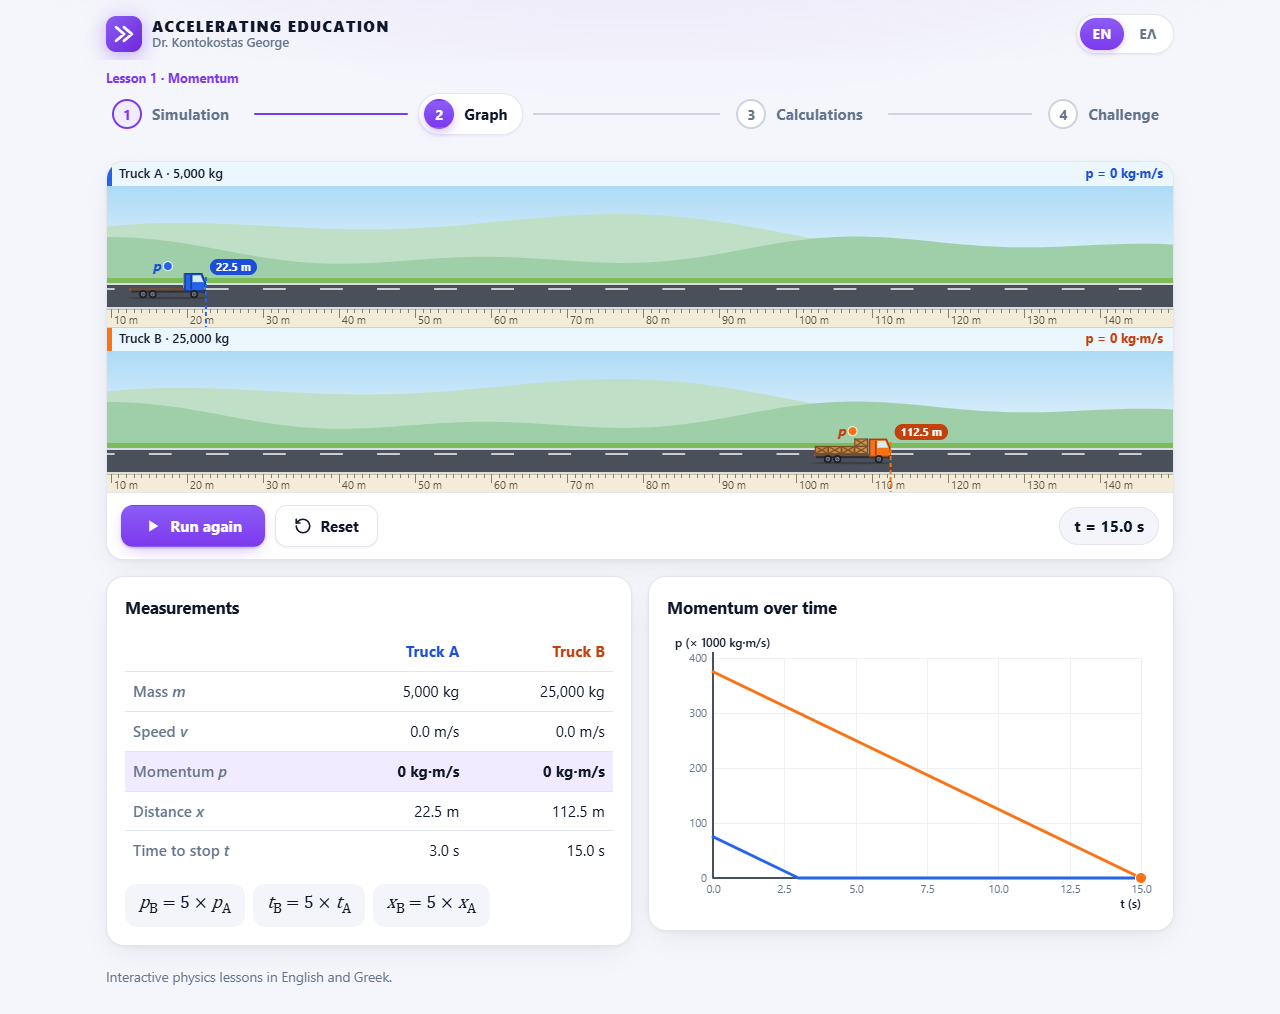 ACCELERATING EDUCATION
Dr. Kontokostas George
EN ΕΛ
Lesson 1 · Momentum
1 Simulation 2 Graph 3 Calculations 4 Challenge
Truck A · 5,000 kg p = 0 kg·m/s
p 22.5 m
10 m 20 m 30 m 40 m 50 m 60 m 70 m 80 m 90 m 100 m 110 m 120 m 130 m 140 m
Truck B · 25,000 kg p = 0 kg·m/s
p 112.5 m
10 m 20 m 30 m 40 m 50 m 60 m 70 m 80 m 90 m 100 m 110 m 120 m 130 m 140 m
Run again Reset t = 15.0 s
Measurements
Truck A Truck B
Mass m 5,000 kg 25,000 kg
Speed v 0.0 m/s 0.0 m/s
Momentum p 0 kg·m/s 0 kg·m/s
Distance x 22.5 m 112.5 m
Time to stop t 3.0 s 15.0 s
pB = 5 × pA tB = 5 × tA xB = 5 × xA
Momentum over time
p (× 1000 kg·m/s)
400
300
200
100
0
0.0 2.5 5.0 7.5 10.0 12.5 15.0
t (s)
Interactive physics lessons in English and Greek.